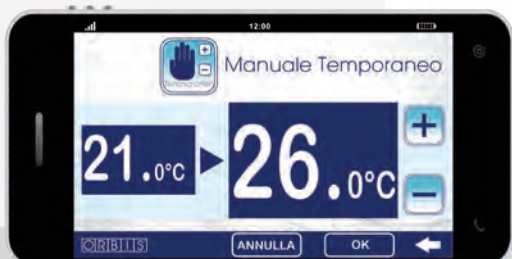 12:00
Manuale Temporaneo
21.0°C
26.0°C
ORBIS
ANNULLA
OK